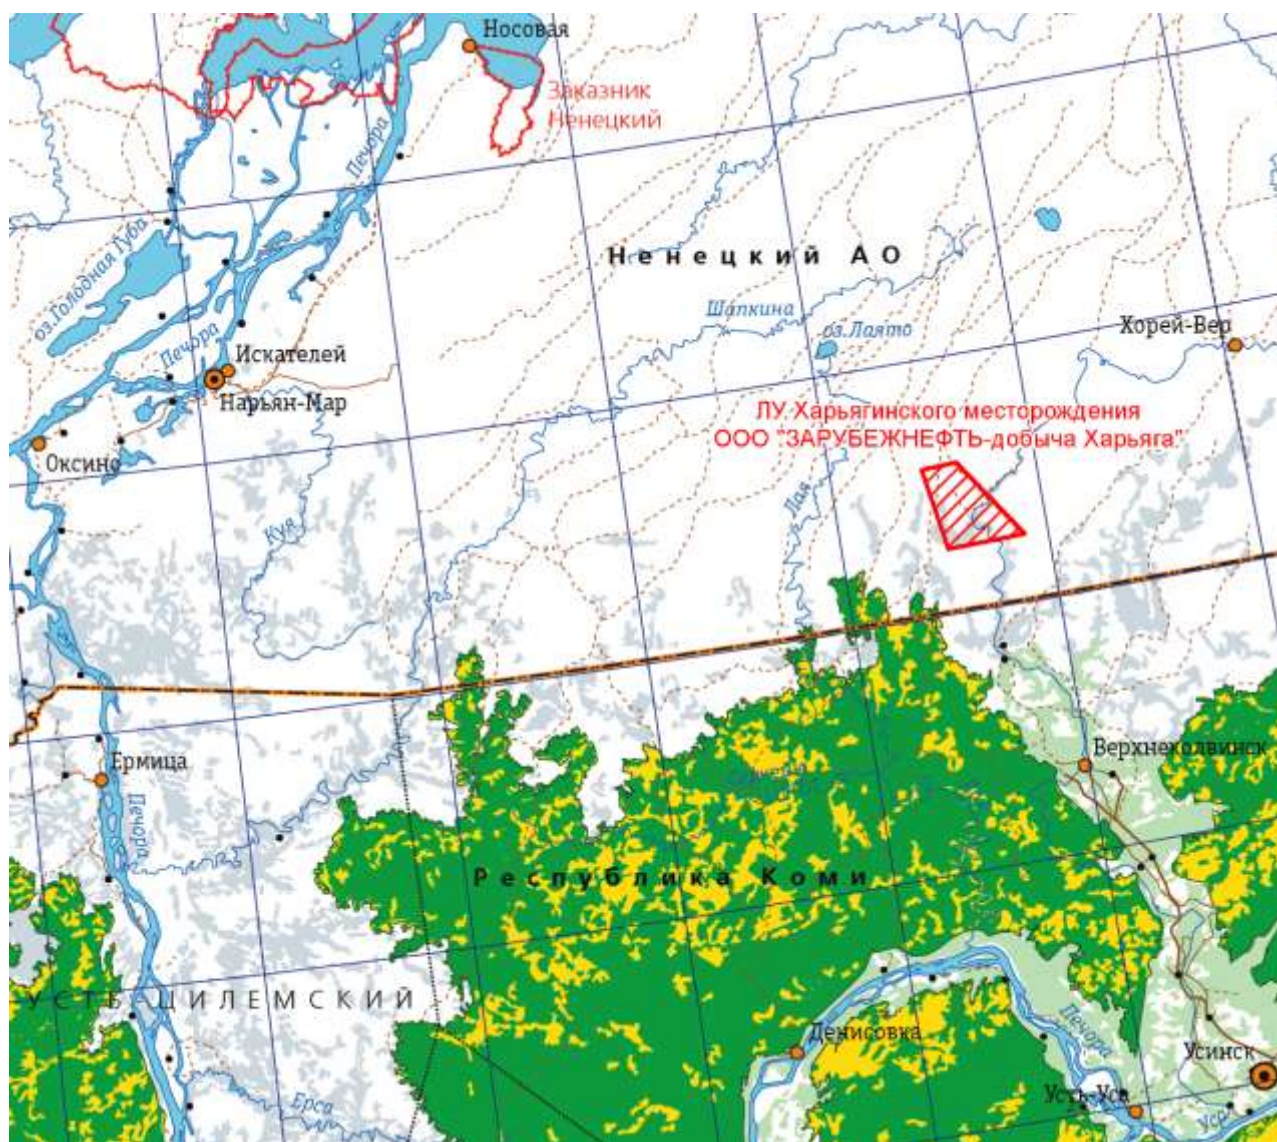 Носовая
Заказник
Ненецкий
Печора
оз.Голодная Губа
Ненецкий АО
Шапкина
оз.Лаято
Хорей-Вер
Печора
Искателей
Нарьян-Мар
ЛУ Харьягинского месторождения
ООО "ЗАРУБЕЖНЕФТЬ-добыча Харьяга"
Оксино
Куя
Лая
Верхнеколвинск
Ермица
Печора
Республика Коми
УСТЬ-ЦИЛЕМСКИЙ
Денисовка
Печора
Усинск
Усть-Уса
Уса
Ерса